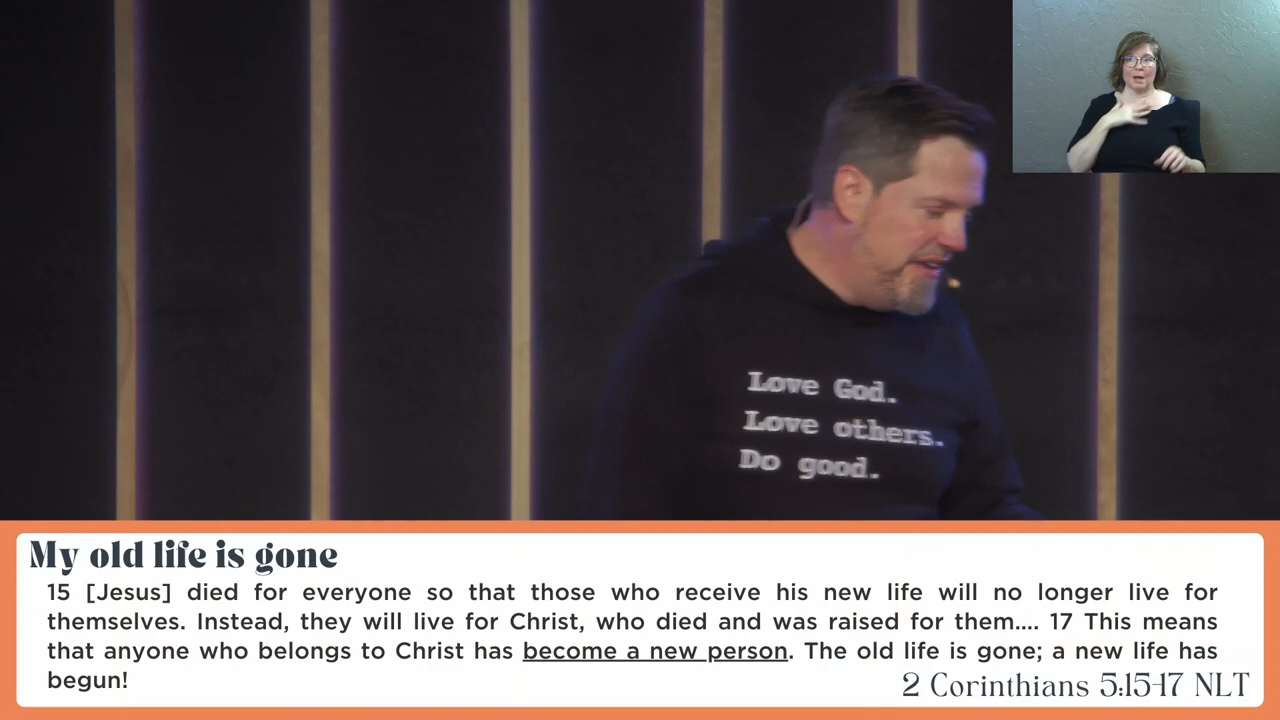 Love God.
Love others.
Do good.
My old life is gone
15 [Jesus] died for everyone so that those who receive his new life will no longer live for
themselves. Instead, they will live for Christ, who died and was raised for them.... 17 This means
that anyone who belongs to Christ has become a new person. The old life is gone; a new life has
begun!
2 Corinthians 5:15-17 NLT